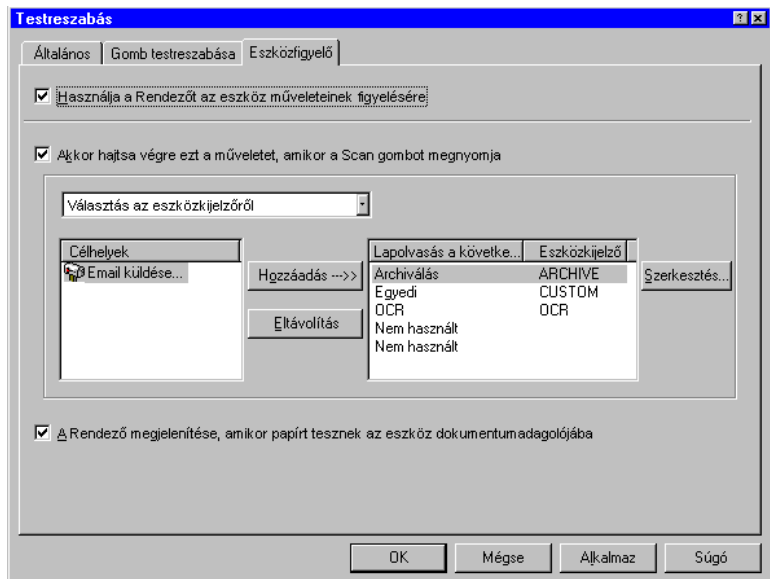 Testreszabás
Általános Gomb testreszabása Eszközfigyelő
Használja a Rendezőt az eszköz műveleteinek figyelésére
Akkor hajtsa végre ezt a műveletet, amikor a Scan gombot megnyomja
Választás az eszközkijelzőről
Célhelyek
Email küldése...
Hozzáadás --->>
Eltávolítás
Lapolvasás a követke... Eszközkijelző
Archiválás ARCHIVE
Egyedi CUSTOM
OCR OCR
Nem használt
Nem használt
Szerkesztés...
A Rendező megjelenítése, amikor papírt tesznek az eszköz dokumentumadagolójába
OK Mégse Alkalmaz Súgó